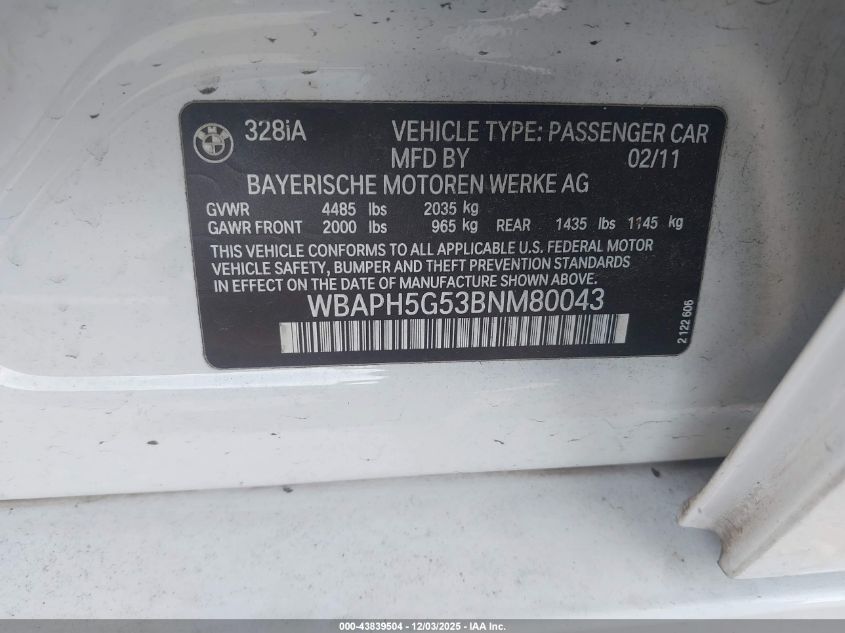 BMW
328iA VEHICLE TYPE: PASSENGER CAR
MFD BY 02/11
BAYERISCHE MOTOREN WERKE AG
GVWR 4485 lbs 2035 kg
GAWR FRONT 2000 lbs 965 kg REAR 1435 lbs 1145 kg
THIS VEHICLE CONFORMS TO ALL APPLICABLE U.S. FEDERAL MOTOR
VEHICLE SAFETY, BUMPER AND THEFT PREVENTION STANDARDS
IN EFFECT ON THE DATE OF MANUFACTURE SHOWN ABOVE.
WBAPH5G53BNM80043
2 122 606
000-43839504 - 12/03/2025 - IAA Inc.